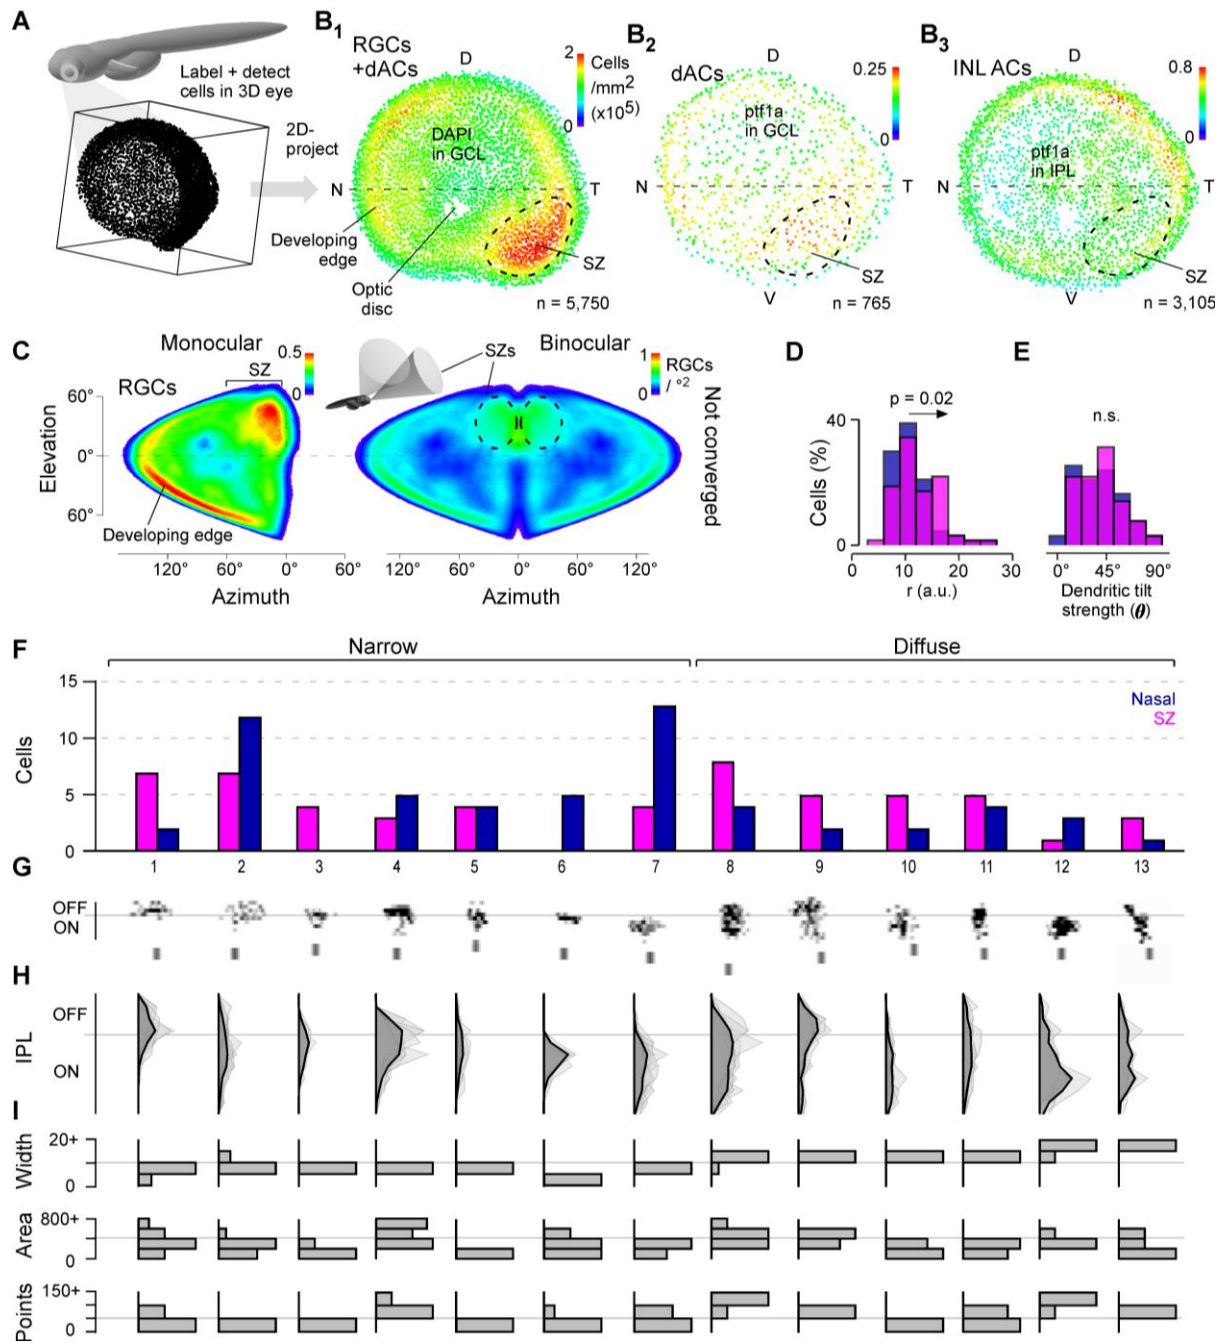 A
Label + detect
cells in 3D eye
2D-
project
B1
RGCs
+dACs
D
2
Cells
/mm2
(x10^5)
0
DAPI
in GCL
N
T
Developing
edge
Optic
disc
SZ
n = 5,750
B2
dACs
D
0.25
0
ptf1a
in GCL
N
T
SZ
V
n = 765
B3
INL ACs
D
0.8
0
ptf1a
in IPL
N
T
SZ
V
n = 3,105
C
Monocular
SZ
0.5
0
RGCs
Elevation
60°
0°
60°
Developing edge
120°
60°
0°
60°
Azimuth
SZs
Binocular
1
RGCs
/ °2
0
Not converged
120°
60°
0°
60°
120°
Azimuth
D
p = 0.02
40
Cells (%)
0
0
10
20
30
r (a.u.)
E
n.s.
0°
45°
90°
Dendritic tilt
strength (θ)
F
Narrow
Diffuse
15
10
5
0
Cells
Nasal
SZ
1 2 3 4 5 6 7 8 9 10 11 12 13
G
OFF
ON
H
OFF
IPL
ON
I
Width
20+
0
Area
800+
0
Points
150+
0